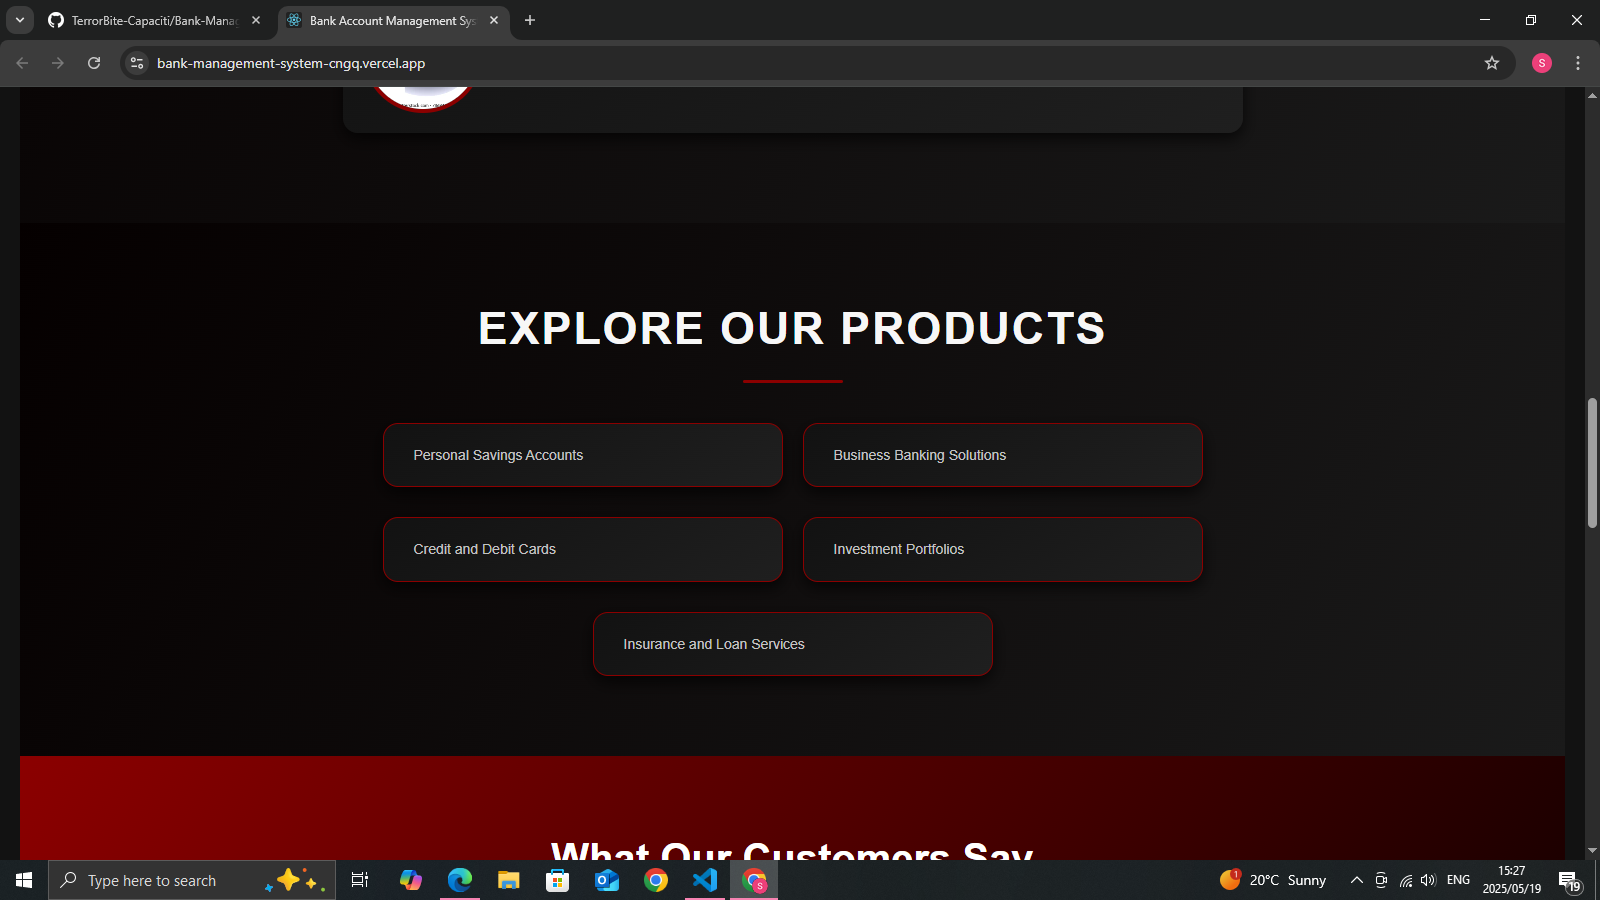 TerrorBite-Capaciti/Bank-Manag
Bank Account Management Sys
bank-management-system-cngq.vercel.app
S
EXPLORE OUR PRODUCTS
Personal Savings Accounts
Business Banking Solutions
Credit and Debit Cards
Investment Portfolios
Insurance and Loan Services
What Our Customers Say
Type here to search
S
1
20°C Sunny
ENG
15:27
2025/05/19
19